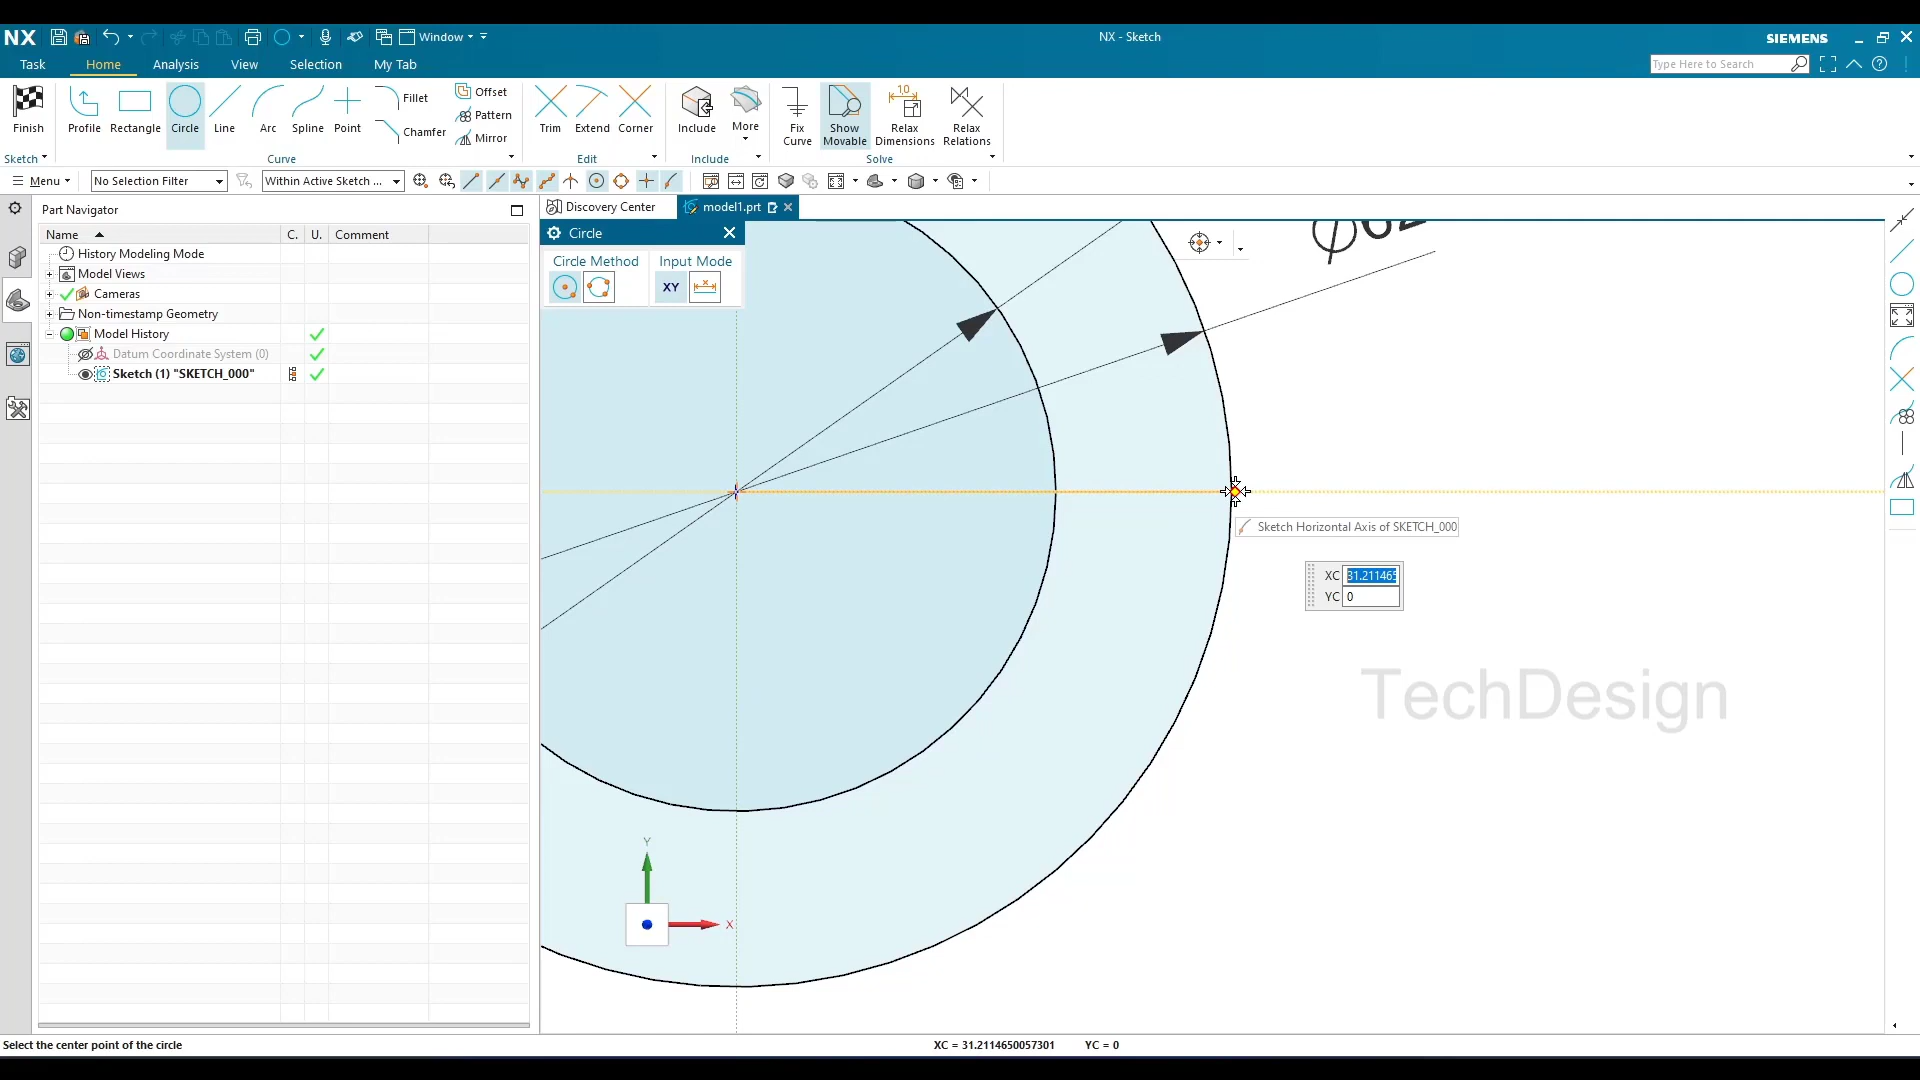 NX
Window
NX - Sketch
SIEMENS
Task
Home
Analysis
View
Selection
My Tab
Type Here to Search
Finish
Profile
Rectangle
Circle
Line
Arc
Spline
Point
Fillet
Chamfer
Offset
Pattern
Mirror
Trim
Extend
Corner
Include
More
Fix
Curve
Show
Movable
1,0
Relax
Dimensions
Relax
Relations
Sketch
Curve
Edit
Include
Solve
Menu
No Selection Filter
Within Active Sketch ...
Part Navigator
Discovery Center
model1.prt
Name
C.
U.
Comment
History Modeling Mode
Model Views
Cameras
Non-timestamp Geometry
Model History
Datum Coordinate System (0)
Sketch (1) "SKETCH_000"
Circle
Circle Method
Input Mode
XY
Sketch Horizontal Axis of SKETCH_000
XC 31.211465
YC 0
TechDesign
Y
X
Select the center point of the circle
XC = 31.2114650057301 YC = 0